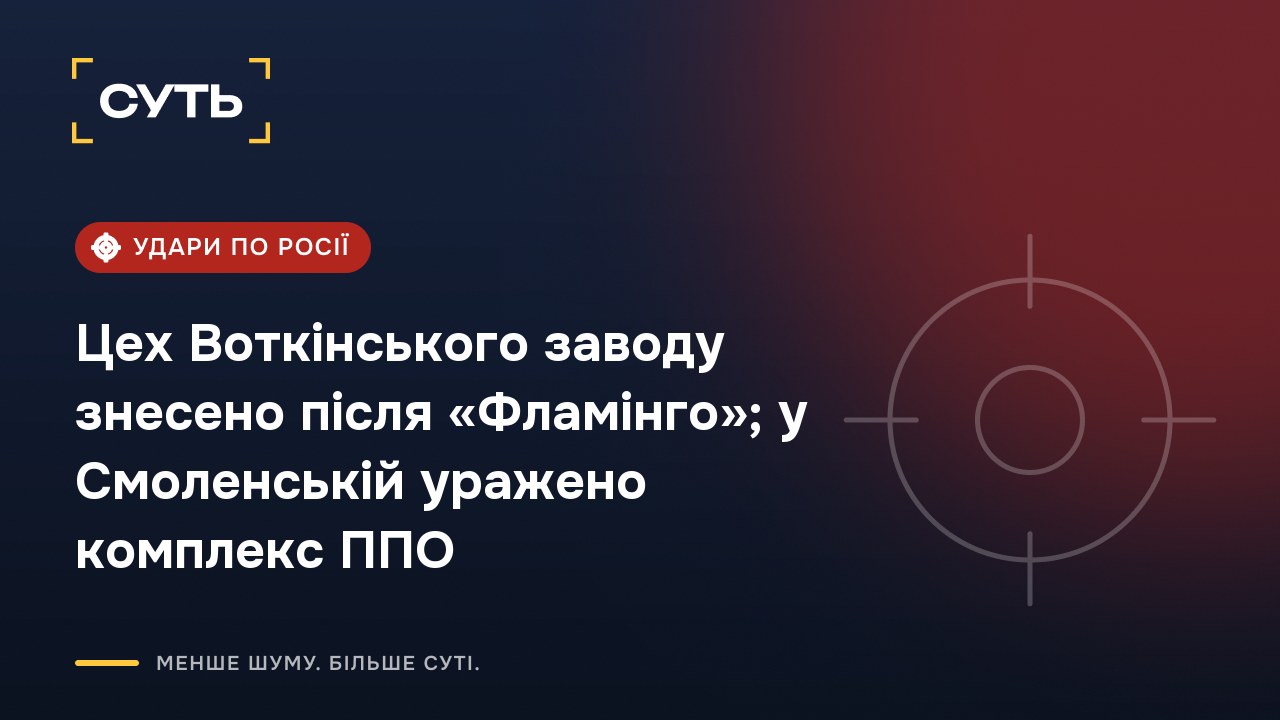 СУТЬ
УДАРИ ПО РОСІЇ
Цех Воткінського заводу
знесено після «Фламінго»; у
Смоленській уражено
комплекс ППО
МЕНШЕ ШУМУ. БІЛЬШЕ СУТІ.